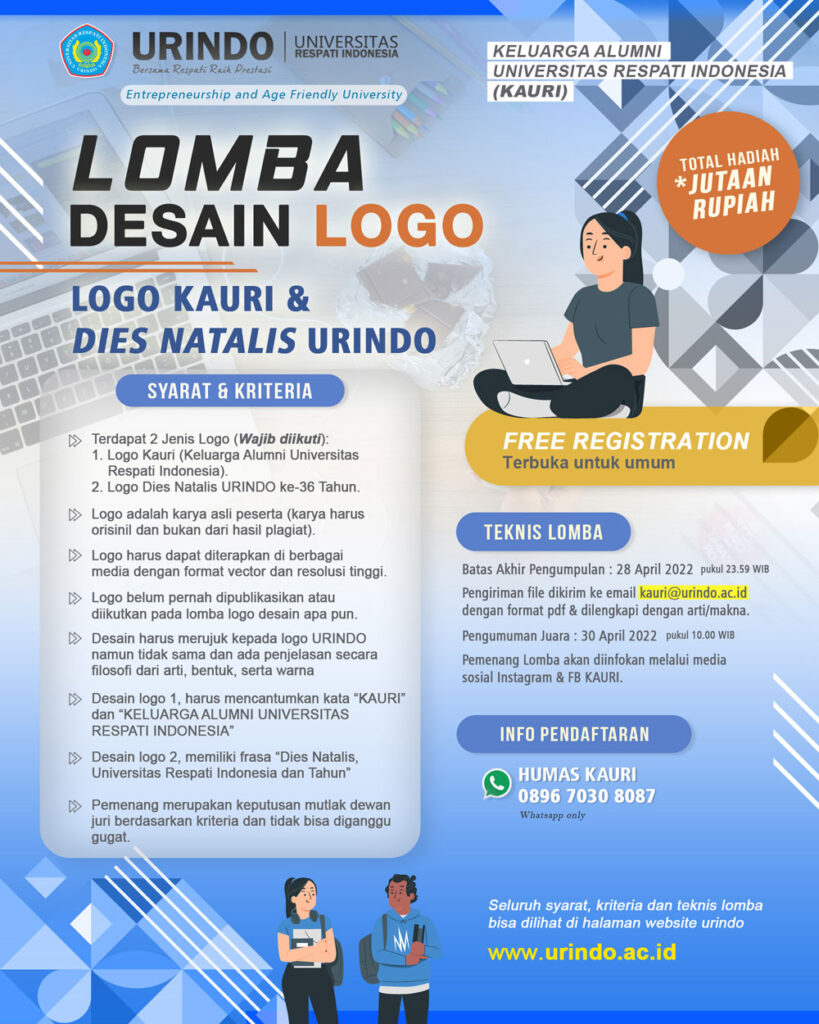 URINDO
UNIVERSITAS
RESPATI INDONESIA
Bersama Respati Raih Prestasi
Entrepreneurship and Age Friendly University
KELUARGA ALUMNI
UNIVERSITAS RESPATI INDONESIA
(KAURI)
TOTAL HADIAH
*JUTAAN
RUPIAH
LOMBA
DESAIN LOGO
LOGO KAURI &
DIES NATALIS URINDO
SYARAT & KRITERIA
Terdapat 2 Jenis Logo (Wajib diikuti):
1. Logo Kauri (Keluarga Alumni Universitas
Respati Indonesia).
2. Logo Dies Natalis URINDO ke-36 Tahun.
Logo adalah karya asli peserta (karya harus
orisinil dan bukan dari hasil plagiat).
Logo harus dapat diterapkan di berbagai
media dengan format vector dan resolusi tinggi.
Logo belum pernah dipublikasikan atau
diikutkan pada lomba logo desain apa pun.
Desain harus merujuk kepada logo URINDO
namun tidak sama dan ada penjelasan secara
filosofi dari arti, bentuk, serta warna
Desain logo 1, harus mencantumkan kata “KAURI”
dan “KELUARGA ALUMNI UNIVERSITAS
RESPATI INDONESIA”
Desain logo 2, memiliki frasa “Dies Natalis,
Universitas Respati Indonesia dan Tahun”
Pemenang merupakan keputusan mutlak dewan
juri berdasarkan kriteria dan tidak bisa diganggu
gugat.
FREE REGISTRATION
Terbuka untuk umum
TEKNIS LOMBA
Batas Akhir Pengumpulan : 28 April 2022 pukul 23.59 WIB
Pengiriman file dikirim ke email kauri@urindo.ac.id
dengan format pdf & dilengkapi dengan arti/makna.
Pengumuman Juara : 30 April 2022 pukul 10.00 WIB
Pemenang Lomba akan diinfokan melalui media
sosial Instagram & FB KAURI.
INFO PENDAFTARAN
HUMAS KAURI
0896 7030 8087
Whatsapp only
Seluruh syarat, kriteria dan teknis lomba
bisa dilihat di halaman website urindo
www.urindo.ac.id